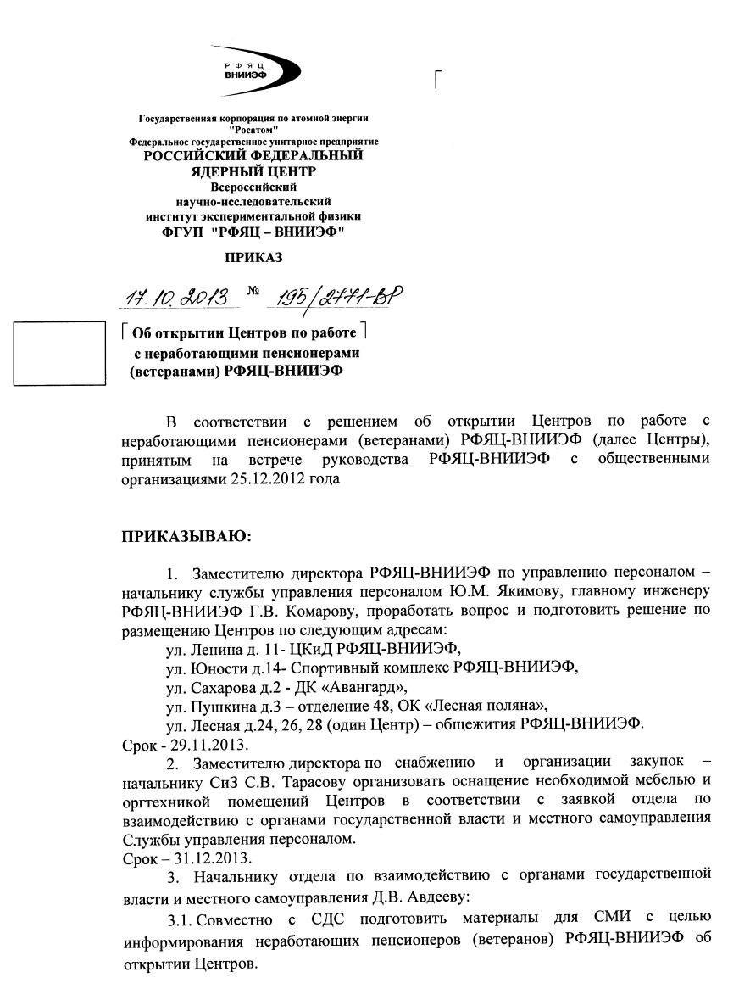 РФЯЦ
ВНИИЭФ
Государственная корпорация по атомной энергии
"Росатом"
Федеральное государственное унитарное предприятие
РОССИЙСКИЙ ФЕДЕРАЛЬНЫЙ
ЯДЕРНЫЙ ЦЕНТР
Всероссийский
научно-исследовательский
институт экспериментальной физики
ФГУП "РФЯЦ – ВНИИЭФ"
ПРИКАЗ
17.10.2013 № 195/2771-ВР
Об открытии Центров по работе
с неработающими пенсионерами
(ветеранами) РФЯЦ-ВНИИЭФ
В соответствии с решением об открытии Центров по работе с
неработающими пенсионерами (ветеранами) РФЯЦ-ВНИИЭФ (далее Центры),
принятым на встрече руководства РФЯЦ-ВНИИЭФ с общественными
организациями 25.12.2012 года
ПРИКАЗЫВАЮ:
1. Заместителю директора РФЯЦ-ВНИИЭФ по управлению персоналом –
начальнику службы управления персоналом Ю.М. Якимову, главному инженеру
РФЯЦ-ВНИИЭФ Г.В. Комарову, проработать вопрос и подготовить решение по
размещению Центров по следующим адресам:
ул. Ленина д. 11- ЦКиД РФЯЦ-ВНИИЭФ,
ул. Юности д.14- Спортивный комплекс РФЯЦ-ВНИИЭФ,
ул. Сахарова д.2 - ДК «Авангард»,
ул. Пушкина д.3 – отделение 48, ОК «Лесная поляна»,
ул. Лесная д.24, 26, 28 (один Центр) – общежития РФЯЦ-ВНИИЭФ.
Срок - 29.11.2013.
2. Заместителю директора по снабжению и организации закупок –
начальнику СиЗ С.В. Тарасову организовать оснащение необходимой мебелью и
оргтехникой помещений Центров в соответствии с заявкой отдела по
взаимодействию с органами государственной власти и местного самоуправления
Службы управления персоналом.
Срок – 31.12.2013.
3. Начальнику отдела по взаимодействию с органами государственной
власти и местного самоуправления Д.В. Авдееву:
3.1. Совместно с СДС подготовить материалы для СМИ с целью
информирования неработающих пенсионеров (ветеранов) РФЯЦ-ВНИИЭФ об
открытии Центров.